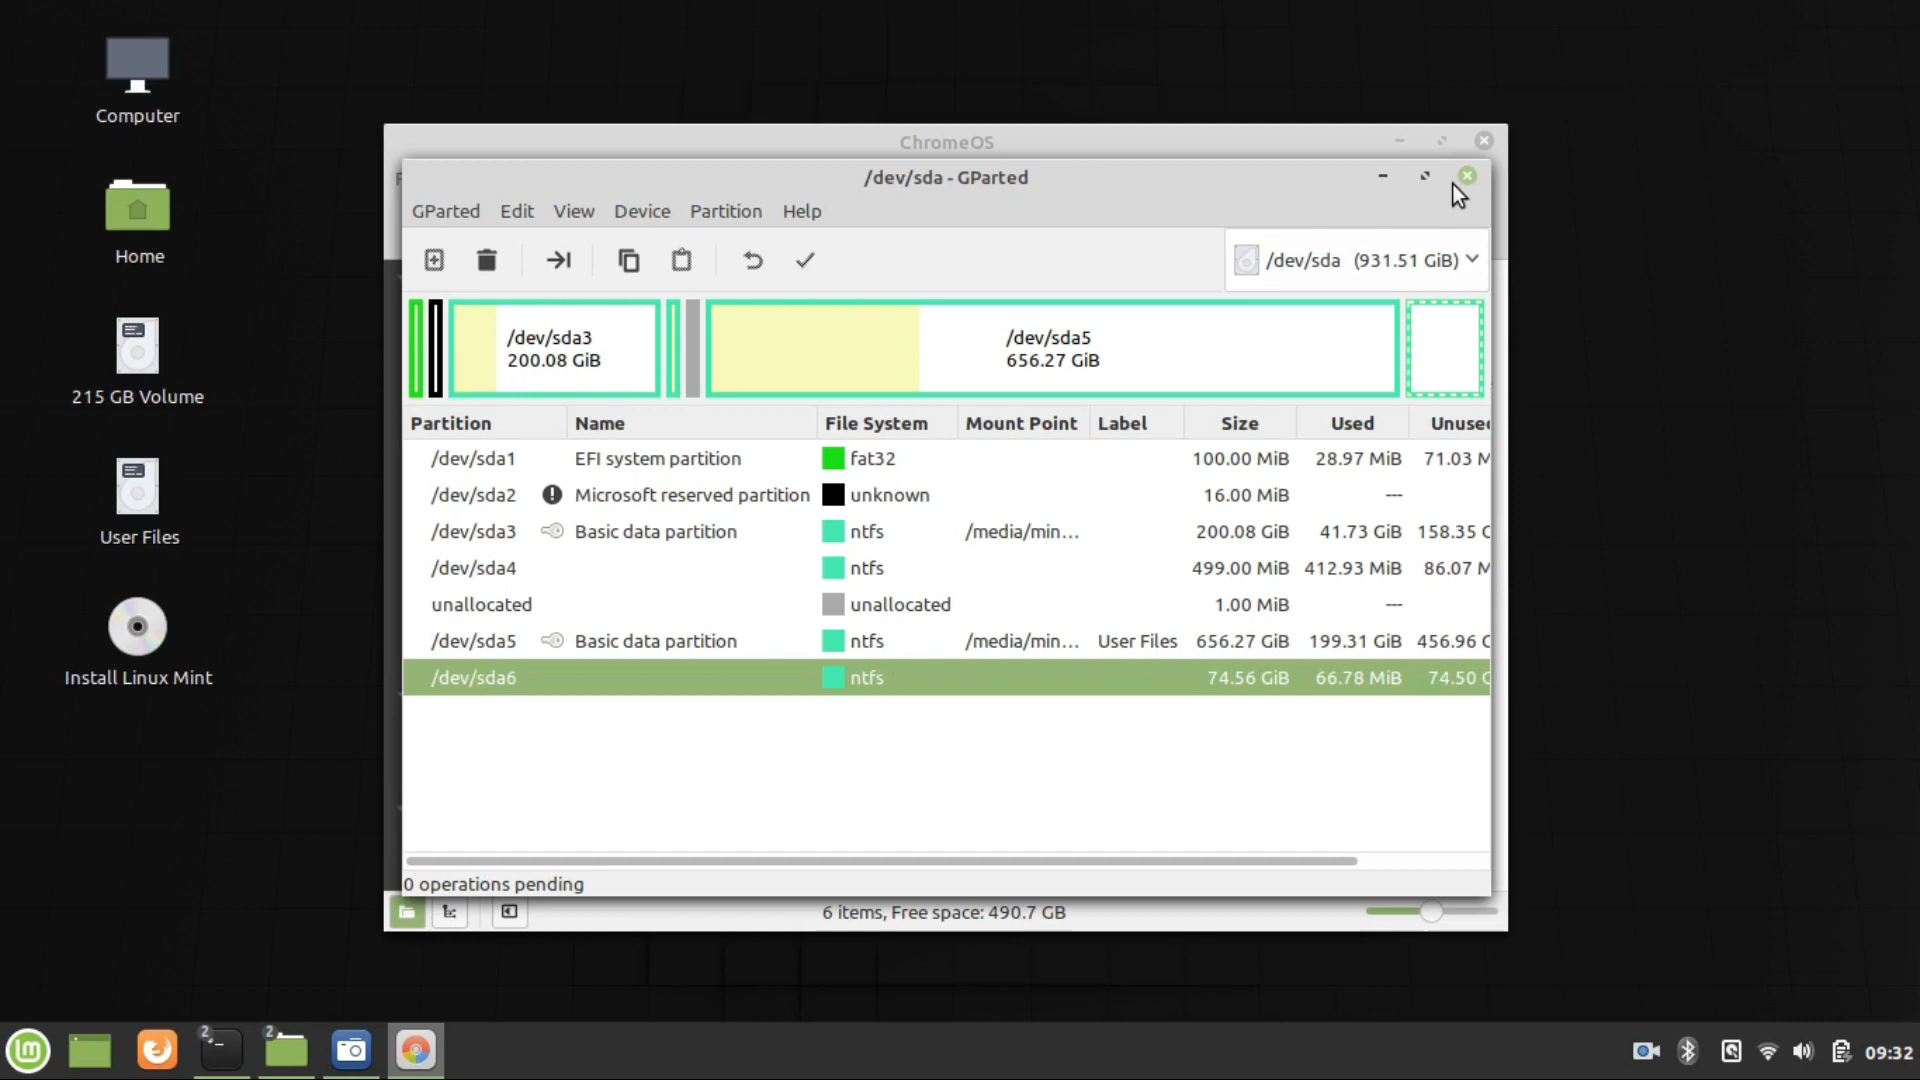 Computer
Home
215 GB Volume
User Files
Install Linux Mint
ChromeOS
/dev/sda - GParted
GParted Edit View Device Partition Help
/dev/sda (931.51 GiB)
/dev/sda3
200.08 GiB
/dev/sda5
656.27 GiB
Partition Name File System Mount Point Label Size Used Unused
/dev/sda1 EFI system partition fat32 100.00 MiB 28.97 MiB 71.03 M
/dev/sda2 Microsoft reserved partition unknown 16.00 MiB ---
/dev/sda3 Basic data partition ntfs /media/min... 200.08 GiB 41.73 GiB 158.35 G
/dev/sda4 ntfs 499.00 MiB 412.93 MiB 86.07 M
unallocated unallocated 1.00 MiB ---
/dev/sda5 Basic data partition ntfs /media/min... User Files 656.27 GiB 199.31 GiB 456.96 G
/dev/sda6 ntfs 74.56 GiB 66.78 MiB 74.50 G
0 operations pending
6 items, Free space: 490.7 GB
2
2
09:32